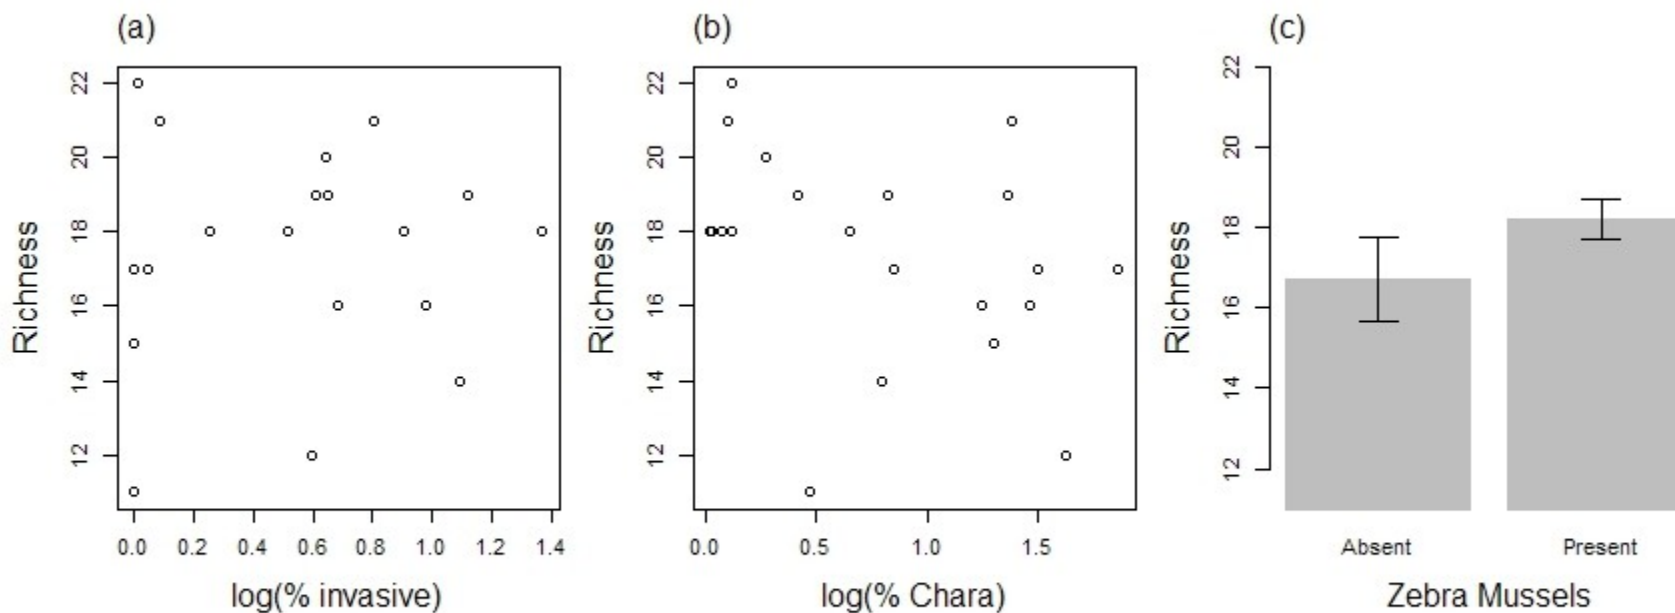 (a)
Richness
22
20
18
16
14
12
0.0 0.2 0.4 0.6 0.8 1.0 1.2 1.4
log(% invasive)
(b)
Richness
22
20
18
16
14
12
0.0 0.5 1.0 1.5
log(% Chara)
(c)
Richness
22
20
18
16
14
12
Absent Present
Zebra Mussels